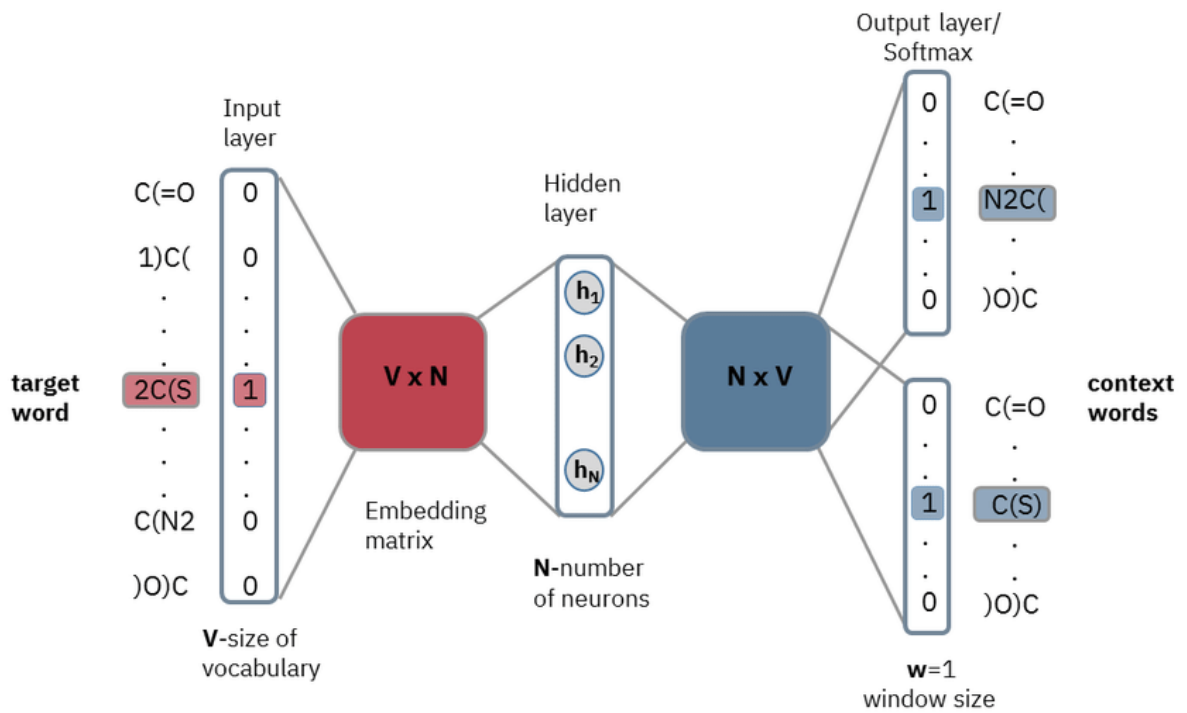 Output layer/
Softmax
Input
layer
Hidden
layer
target
word
C(=O
1)C(
2C(S
C(N2
)O)C
0
0
1
0
0
V x N
Embedding
matrix
h1
h2
hN
N x V
0
1
0
C(=O
N2C(
)O)C
0
1
0
C(=O
C(S)
)O)C
context
words
V-size of
vocabulary
N-number
of neurons
w=1
window size